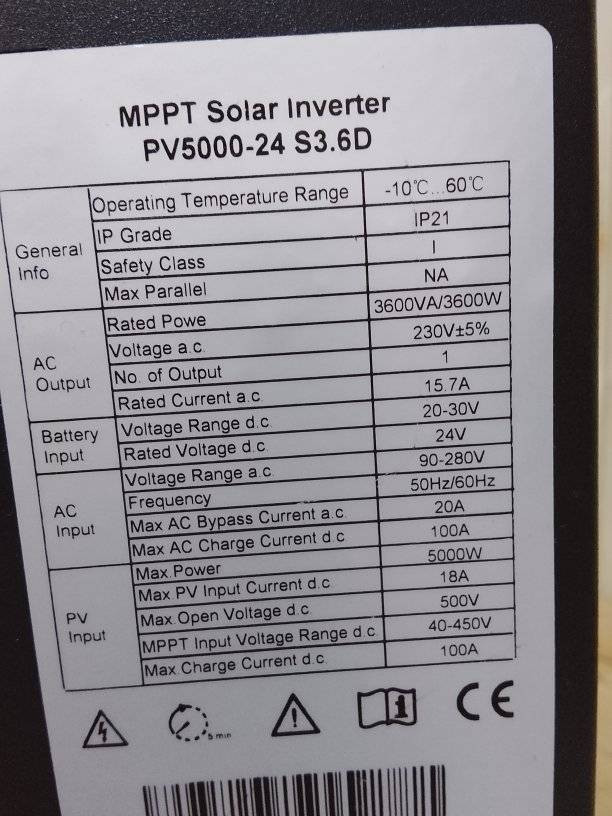 MPPT Solar Inverter
PV5000-24 S3.6D
General Info
Operating Temperature Range -10℃...60℃
IP Grade IP21
Safety Class I
Max Parallel NA
AC Output
Rated Powe 3600VA/3600W
Voltage a.c. 230V±5%
No. of Output 1
Rated Current a.c 15.7A
Battery Input
Voltage Range d.c 20-30V
Rated Voltage d.c 24V
AC Input
Voltage Range a.c. 90-280V
Frequency 50Hz/60Hz
Max AC Bypass Current a.c. 20A
Max AC Charge Current d.c 100A
PV Input
Max.Power 5000W
Max PV Input Current d.c 18A
Max.Open Voltage d.c. 500V
MPPT Input Voltage Range d.c 40-450V
Max.Charge Current d.c. 100A
5 min
CE